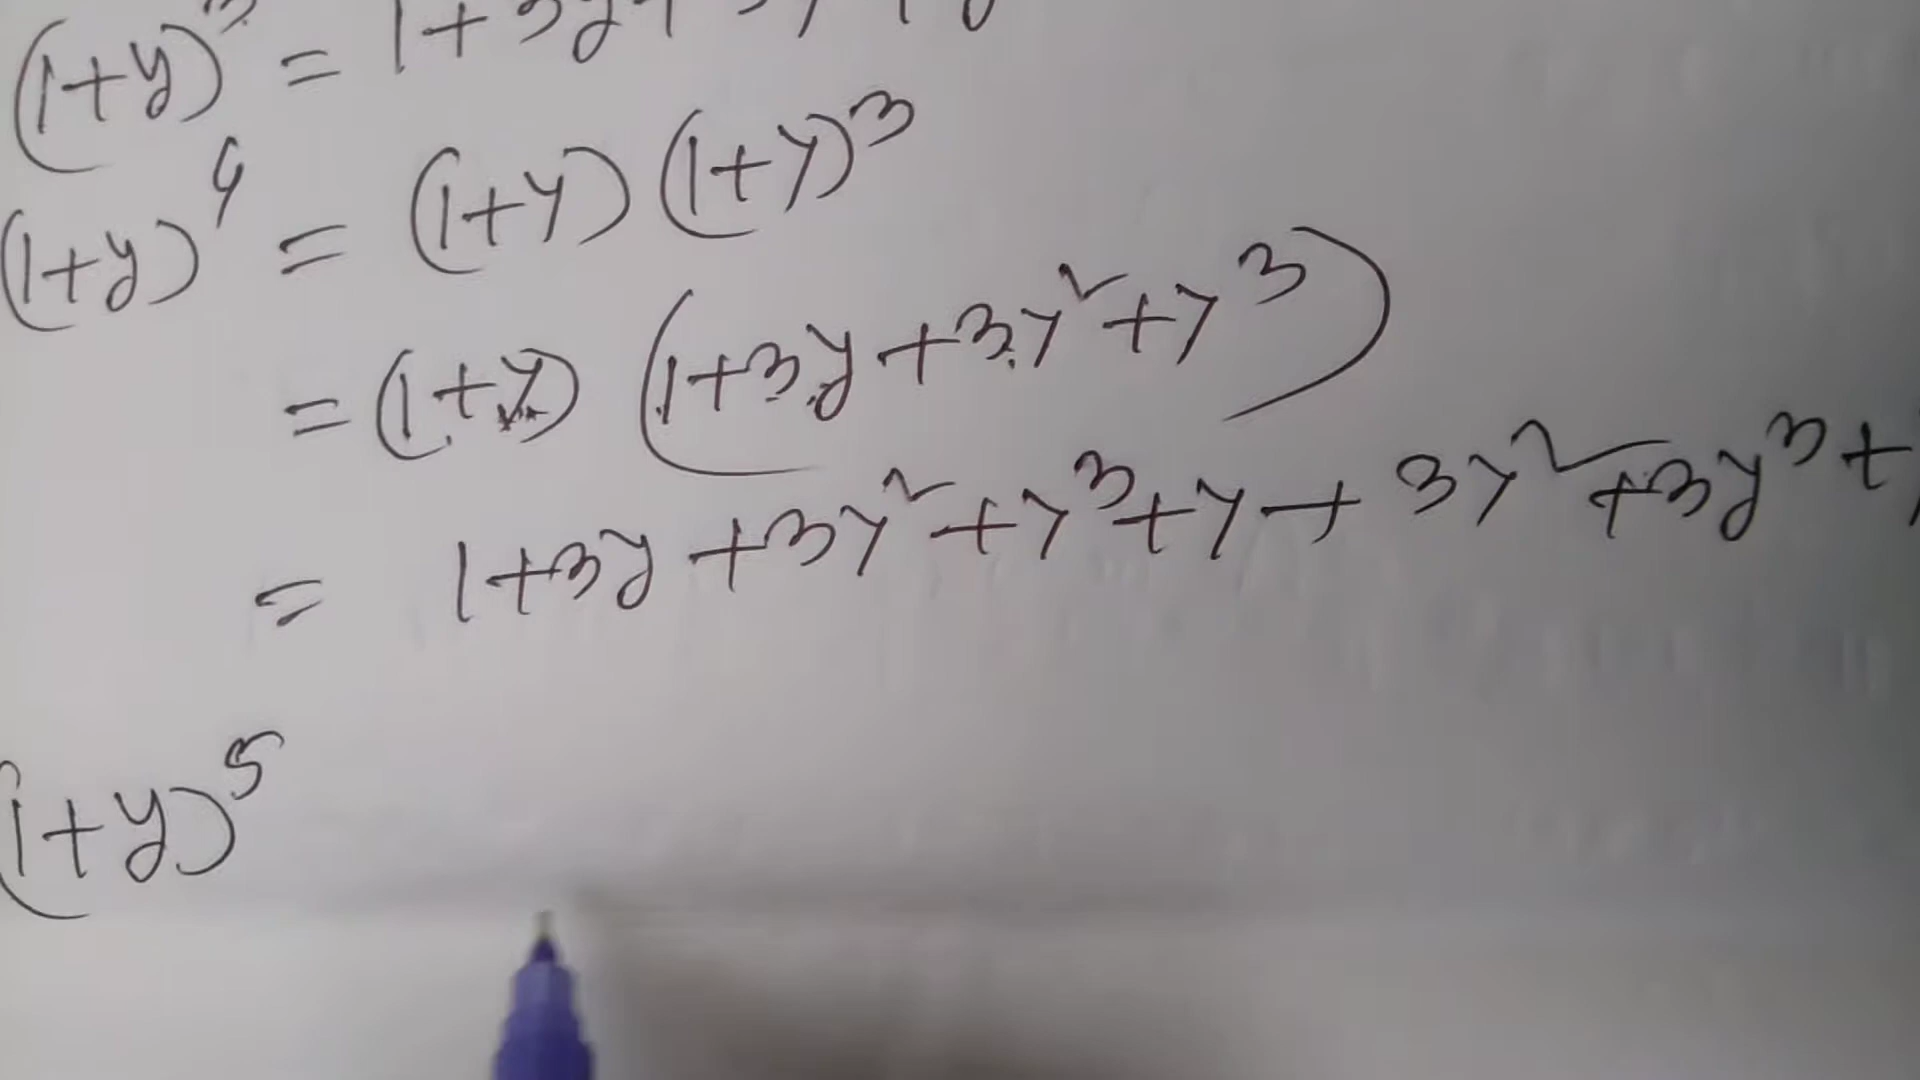 (1+y)³ = 1+3y+3y
(1+y)⁴ = (1+y) (1+y)³
= (1+y) (1+3y+3y²+y³)
= 1+3y+3y²+y³+y+3y²+3y³+
(1+y)⁵